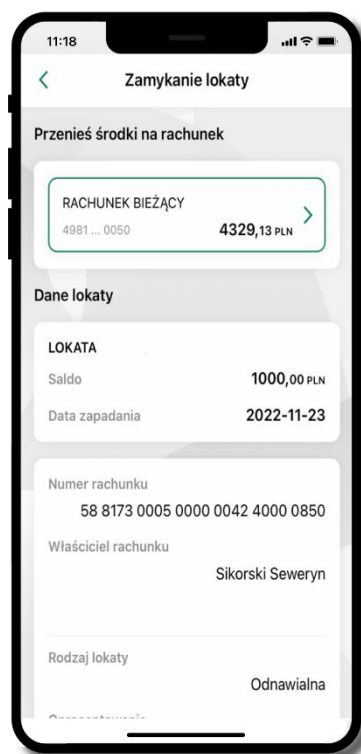 11:18
Zamykanie lokaty
Przenieś środki na rachunek
RACHUNEK BIEŻĄCY
4981 ... 0050 4329,13 PLN
Dane lokaty
LOKATA
Saldo 1000,00 PLN
Data zapadania 2022-11-23
Numer rachunku
58 8173 0005 0000 0042 4000 0850
Właściciel rachunku
Sikorski Seweryn
Rodzaj lokaty
Odnawialna